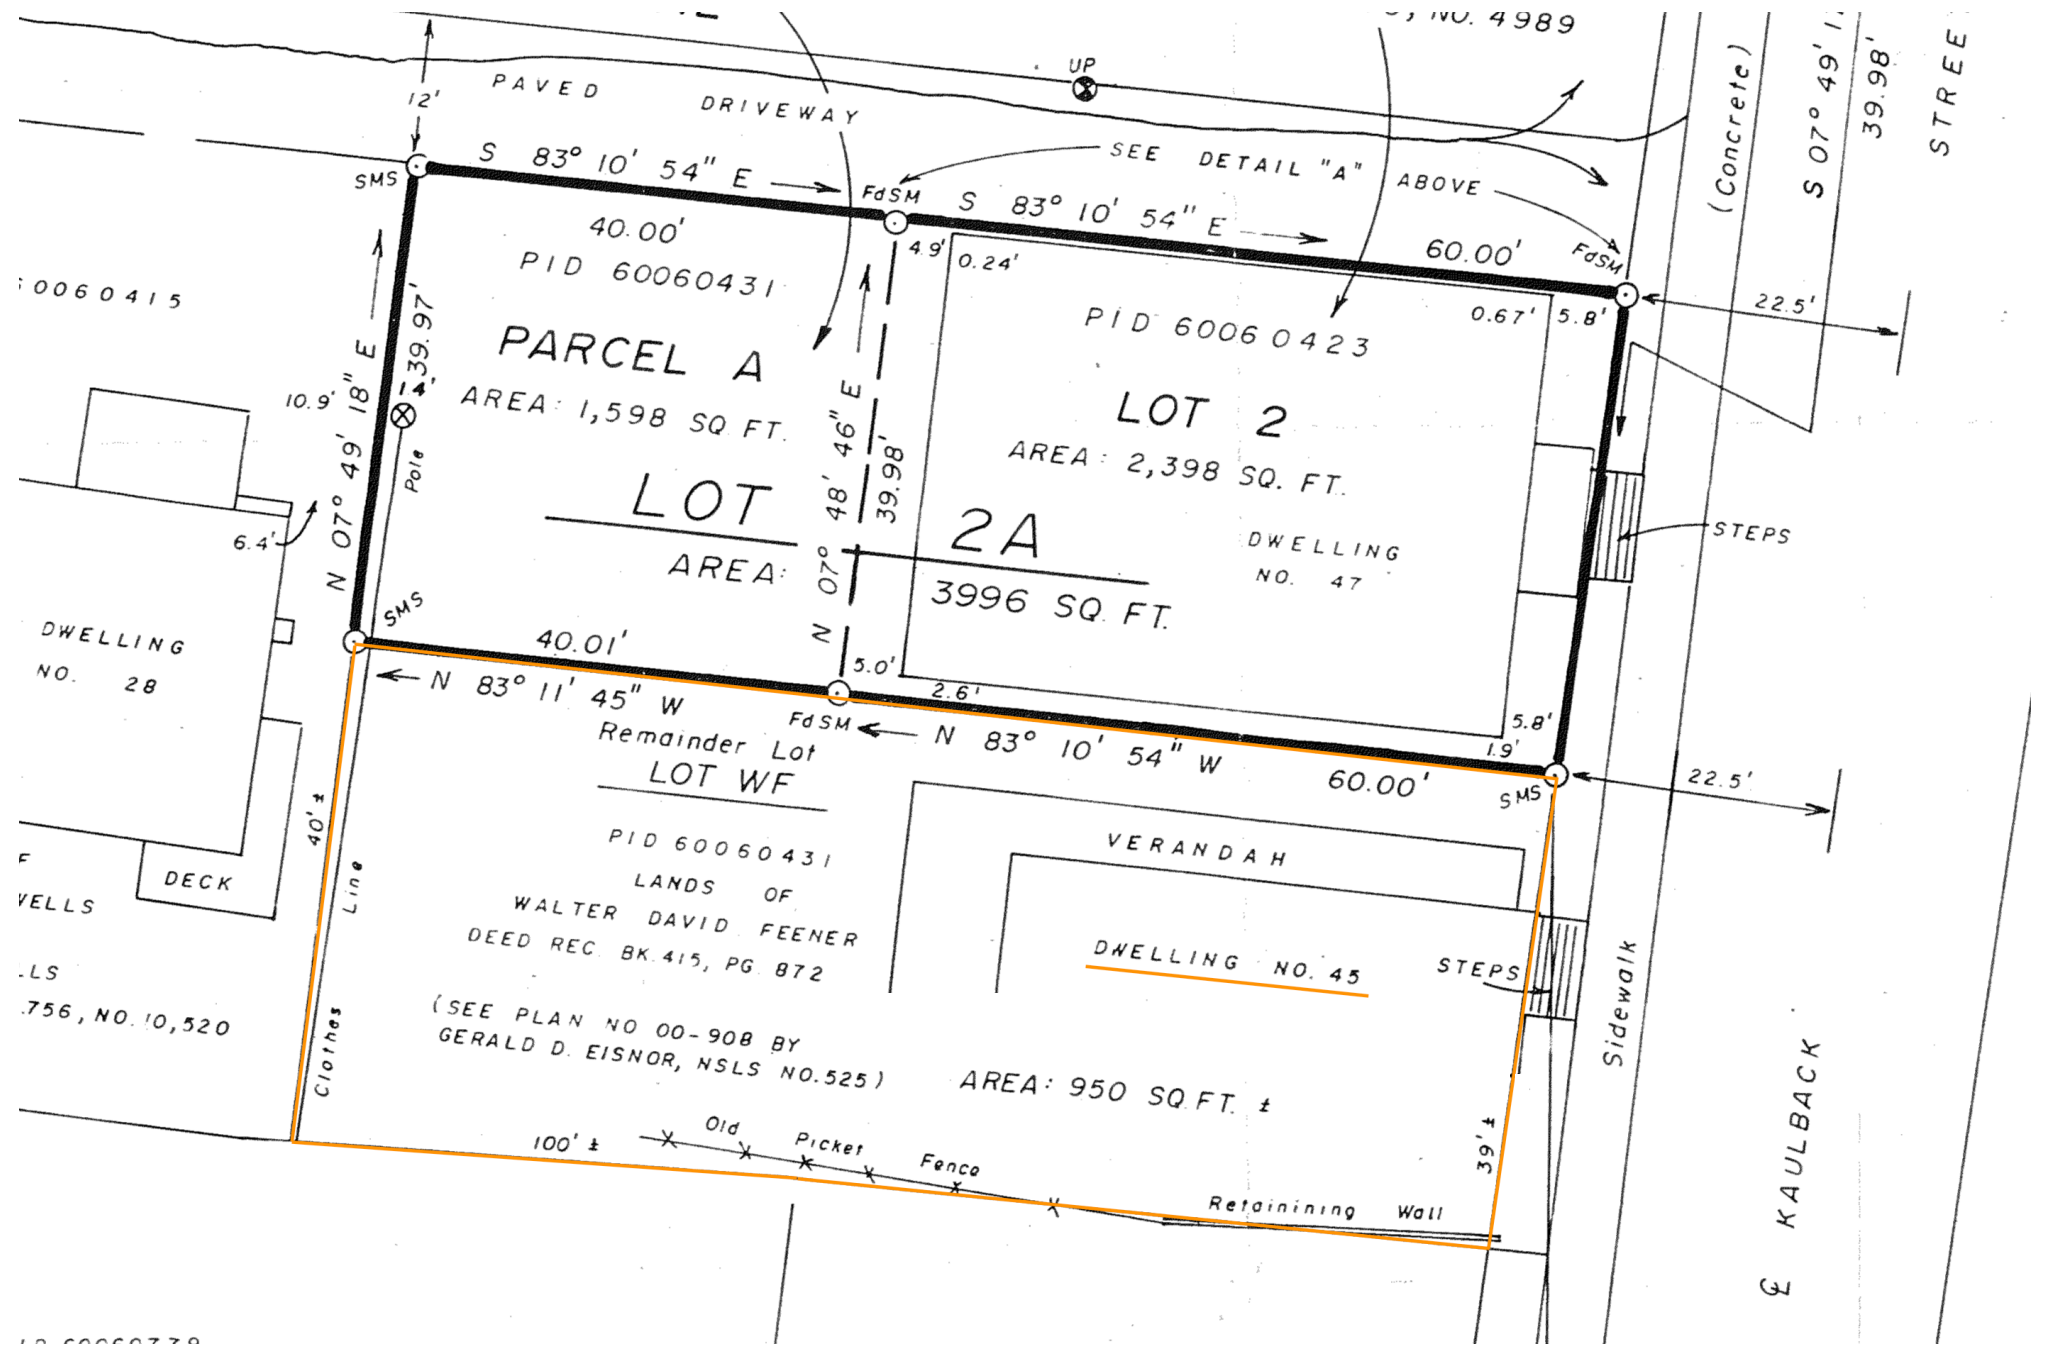 NO. 4989
UP
12'
PAVED DRIVEWAY
(Concrete)
S 07° 49'
39.98'
STREE
SMS
S 83° 10' 54" E
FdSM
SEE DETAIL "A" ABOVE
S 83° 10' 54" E
FdSM
40.00'
4.9'
0.24'
60.00'
0.67'
5.8'
22.5'
60060415
PID 60060431
PID 60060423
PARCEL A
AREA: 1,598 SQ. FT.
N 07° 49' 18" E
39.97'
1.4'
10.9'
Pole
N 07° 48' 46" E
39.98'
LOT 2
AREA: 2,398 SQ. FT.
LOT 2A
AREA: 3996 SQ. FT.
DWELLING
NO. 47
STEPS
6.4'
DWELLING
NO. 28
SMS
40.01'
5.0'
2.6'
5.8'
1.9'
N 83° 11' 45" W
FdSM
N 83° 10' 54" W
60.00'
SMS
22.5'
Remainder Lot
LOT WF
PID 60060431
LANDS OF
WALTER DAVID FEENER
DEED REC. BK. 415, PG. 872
(SEE PLAN NO 00-908 BY
GERALD D. EISNOR, NSLS NO. 525)
VERANDAH
DWELLING NO. 45
STEPS
AREA: 950 SQ.FT. ±
40' ±
Clothes Line
DECK
WELLS
LLS
.756, NO. 10,520
100' ±
Old Picket Fence
Retainining Wall
39' ±
Sidewalk
℄ KAULBACK